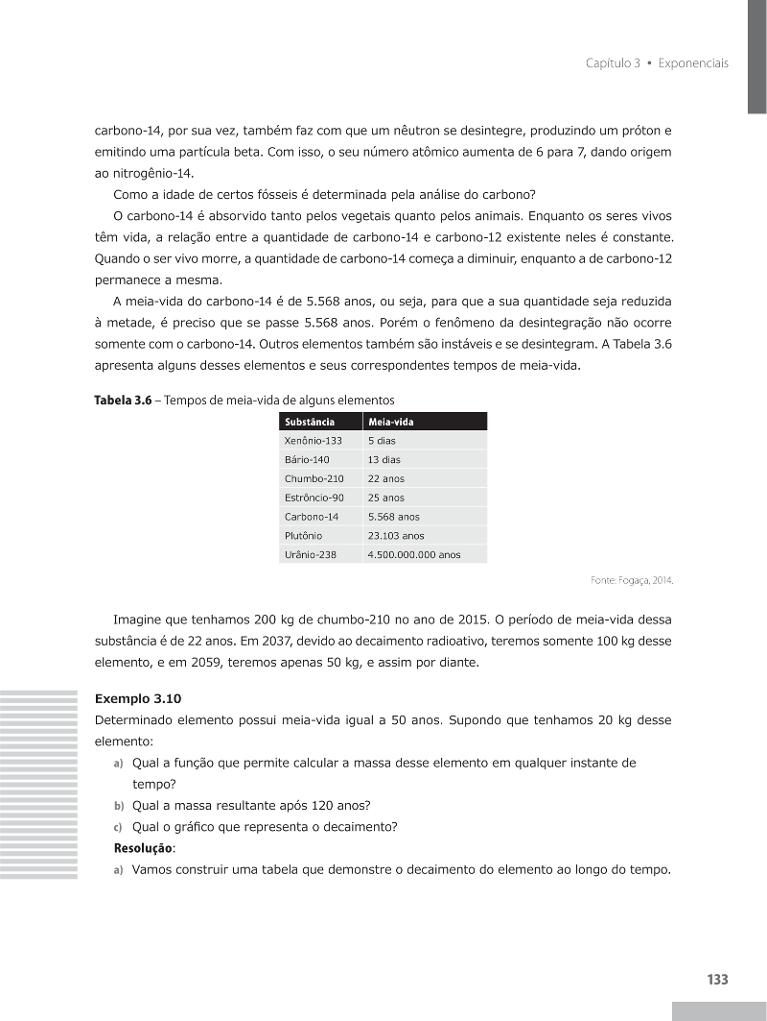 Capítulo 3 • Exponenciais
carbono-14, por sua vez, também faz com que um nêutron se desintegre, produzindo um próton e
emitindo uma partícula beta. Com isso, o seu número atômico aumenta de 6 para 7, dando origem
ao nitrogênio-14.
Como a idade de certos fósseis é determinada pela análise do carbono?
O carbono-14 é absorvido tanto pelos vegetais quanto pelos animais. Enquanto os seres vivos
têm vida, a relação entre a quantidade de carbono-14 e carbono-12 existente neles é constante.
Quando o ser vivo morre, a quantidade de carbono-14 começa a diminuir, enquanto a de carbono-12
permanece a mesma.
A meia-vida do carbono-14 é de 5.568 anos, ou seja, para que a sua quantidade seja reduzida
à metade, é preciso que se passe 5.568 anos. Porém o fenômeno da desintegração não ocorre
somente com o carbono-14. Outros elementos também são instáveis e se desintegram. A Tabela 3.6
apresenta alguns desses elementos e seus correspondentes tempos de meia-vida.
Tabela 3.6 – Tempos de meia-vida de alguns elementos
Substância Meia-vida
Xenônio-133 5 dias
Bário-140 13 dias
Chumbo-210 22 anos
Estrôncio-90 25 anos
Carbono-14 5.568 anos
Plutônio 23.103 anos
Urânio-238 4.500.000.000 anos
Fonte: Fogaça, 2014.
Imagine que tenhamos 200 kg de chumbo-210 no ano de 2015. O período de meia-vida dessa
substância é de 22 anos. Em 2037, devido ao decaimento radioativo, teremos somente 100 kg desse
elemento, e em 2059, teremos apenas 50 kg, e assim por diante.
Exemplo 3.10
Determinado elemento possui meia-vida igual a 50 anos. Supondo que tenhamos 20 kg desse
elemento:
a) Qual a função que permite calcular a massa desse elemento em qualquer instante de
tempo?
b) Qual a massa resultante após 120 anos?
c) Qual o gráfico que representa o decaimento?
Resolução:
a) Vamos construir uma tabela que demonstre o decaimento do elemento ao longo do tempo.
133